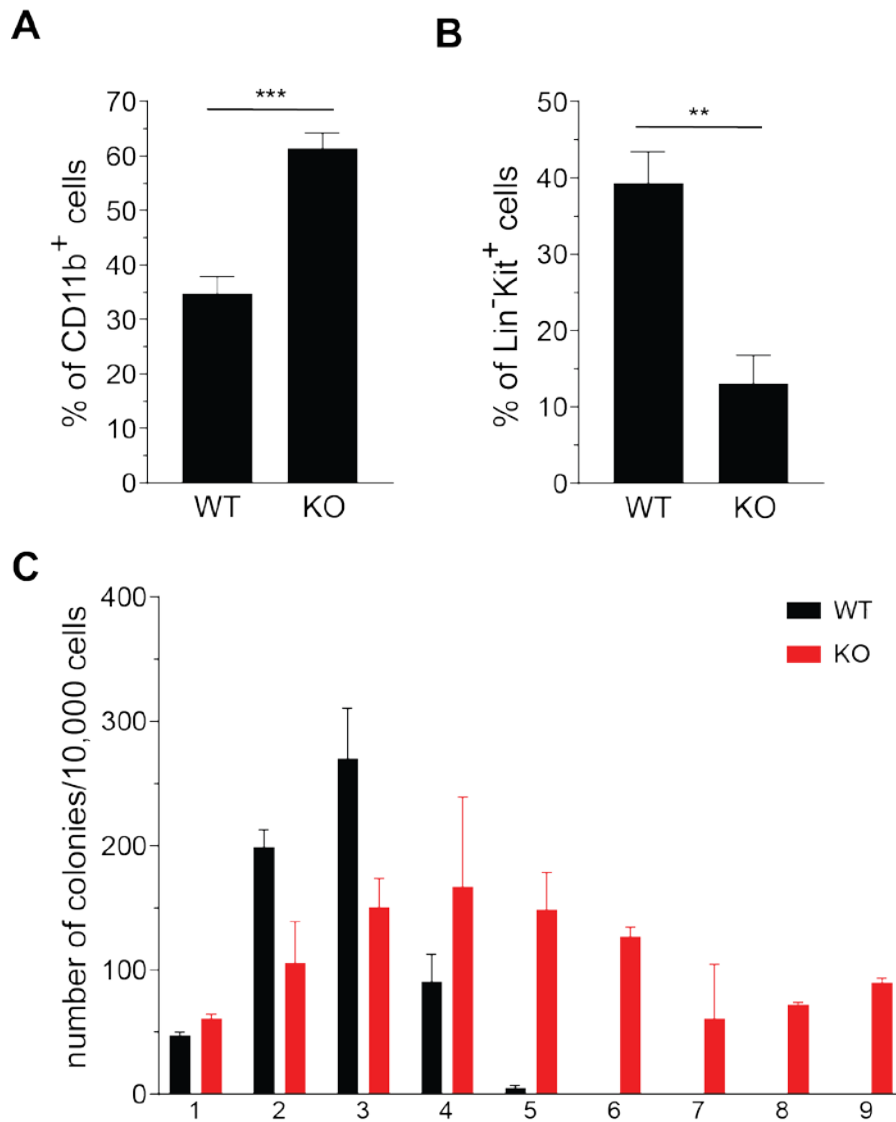 A
% of CD11b+ cells
70
60
50
40
30
20
10
0
***
WT KO
B
% of Lin-Kit+ cells
50
40
30
20
10
0
**
WT KO
C
number of colonies/10,000 cells
400
300
200
100
0
WT
KO
1 2 3 4 5 6 7 8 9